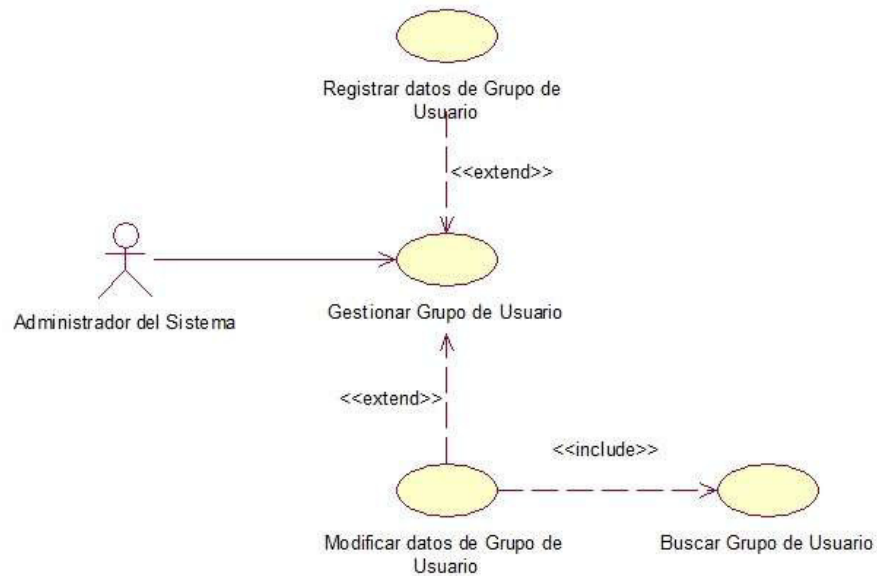 Registrar datos de Grupo de
Usuario
<<extend>>
Administrador del Sistema
Gestionar Grupo de Usuario
<<extend>>
<<include>>
Modificar datos de Grupo de
Usuario
Buscar Grupo de Usuario